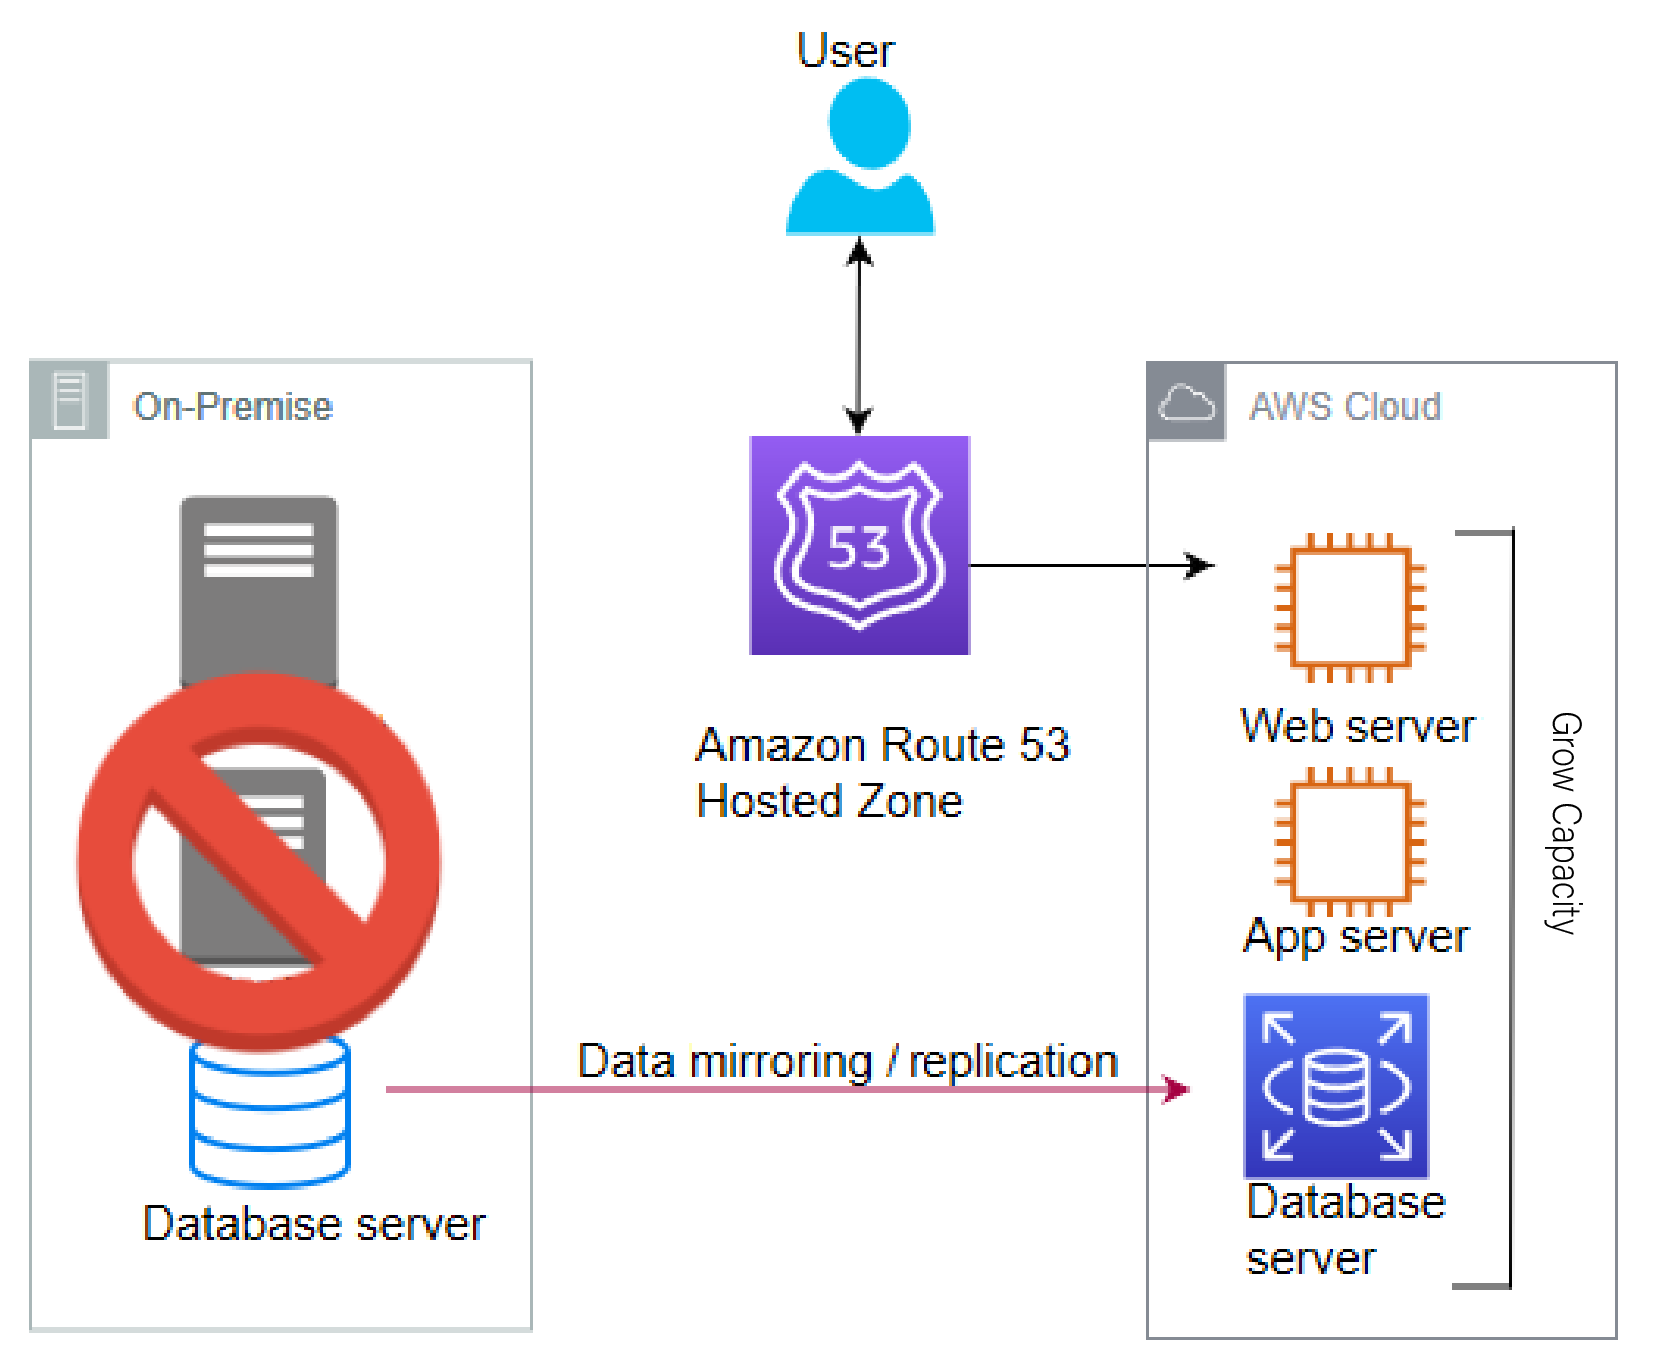 User
On-Premise
AWS Cloud
53
Amazon Route 53
Hosted Zone
Web server
App server
Grow Capacity
Data mirroring / replication
Database server
Database
server